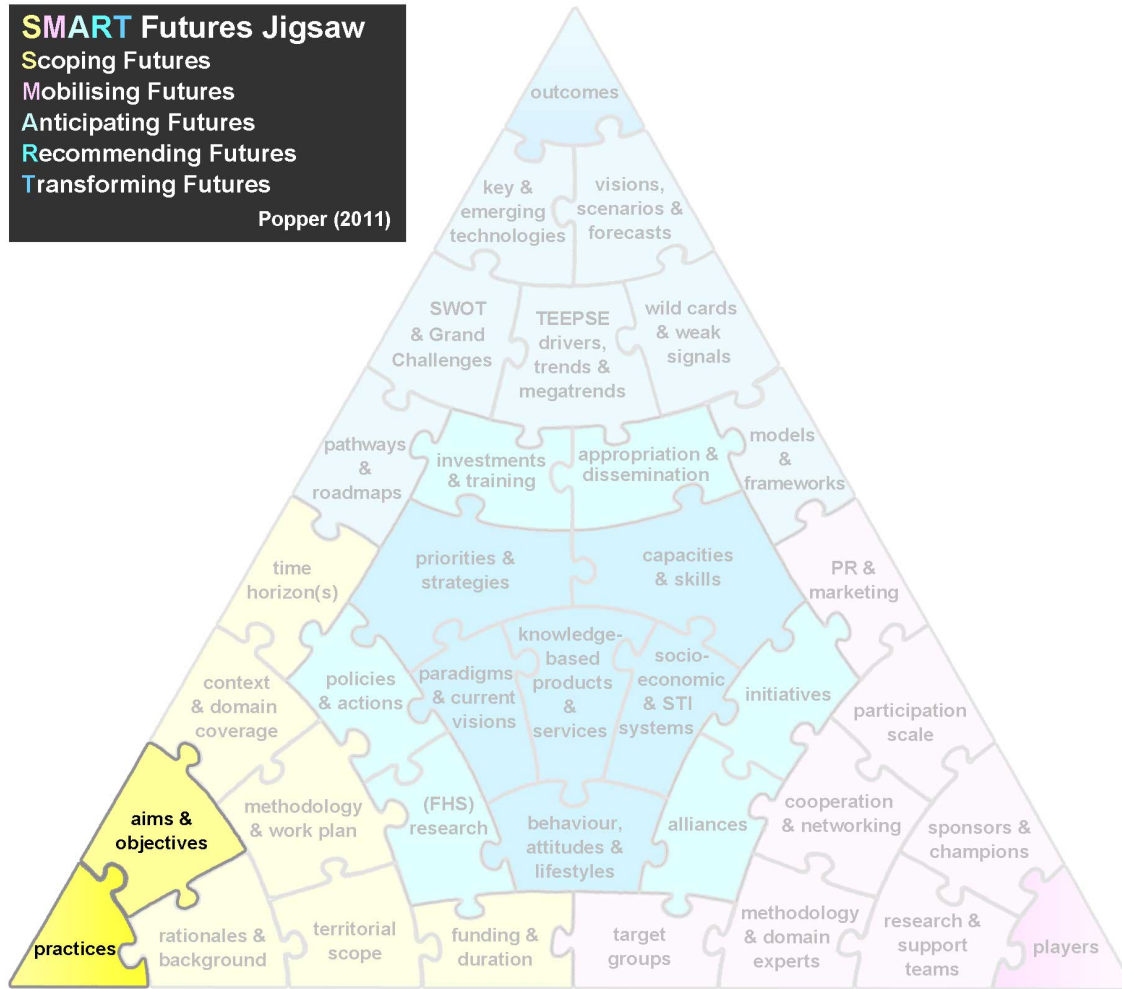 SMART Futures Jigsaw
Scoping Futures
Mobilising Futures
Anticipating Futures
Recommending Futures
Transforming Futures
Popper (2011)
outcomes
key &
emerging
technologies
visions,
scenarios &
forecasts
SWOT
& Grand
Challenges
TEEPSE
drivers,
trends &
megatrends
wild cards
& weak
signals
pathways
&
roadmaps
investments
& training
appropriation &
dissemination
models
&
frameworks
time
horizon(s)
priorities &
strategies
capacities
& skills
PR &
marketing
context
& domain
coverage
policies
& actions
paradigms
& current
visions
knowledge-
based
products
&
services
socio-
economic
& STI
systems
initiatives
participation
scale
aims &
objectives
methodology
& work plan
(FHS)
research
behaviour,
attitudes &
lifestyles
alliances
cooperation
& networking
sponsors &
champions
practices
rationales &
background
territorial
scope
funding &
duration
target
groups
methodology
& domain
experts
research &
support
teams
players